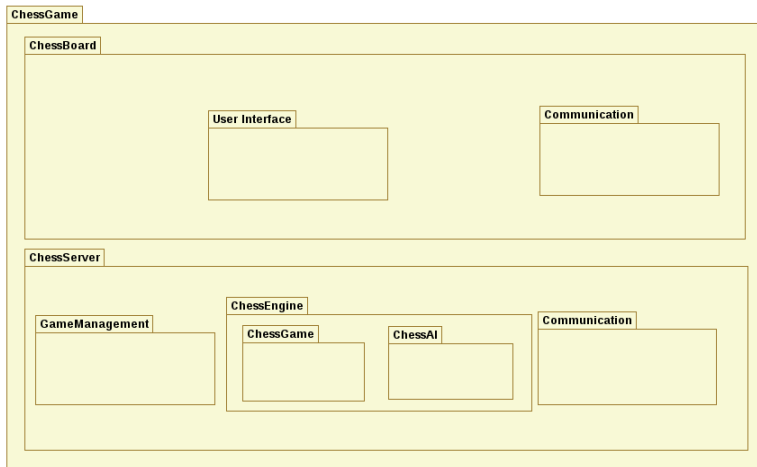 ChessGame
ChessBoard
User Interface
Communication
ChessServer
GameManagement
ChessEngine
ChessGame
ChessAI
Communication